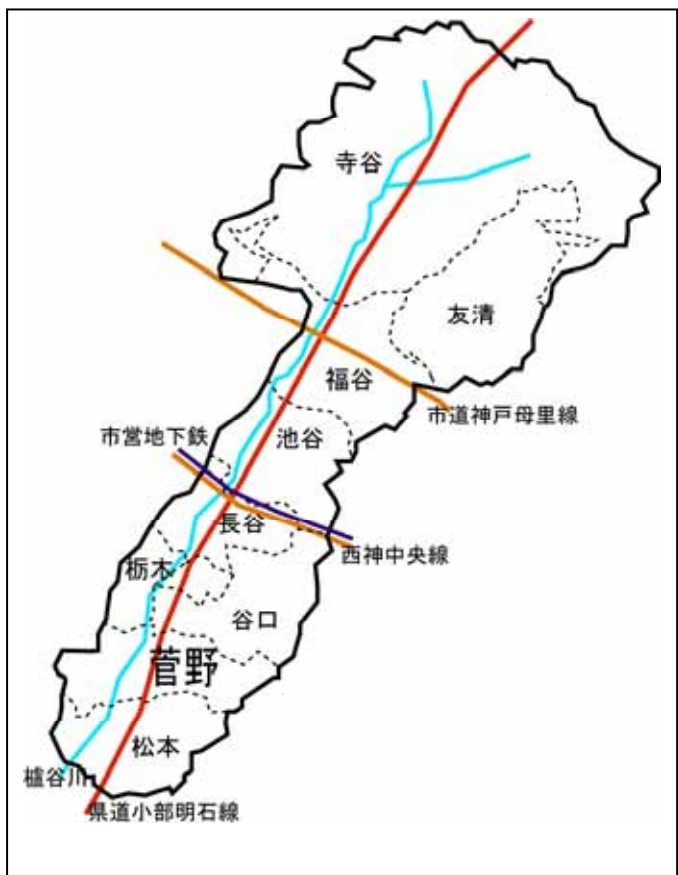 寺谷
友清
福谷
市道神戸母里線
市営地下鉄
池谷
長谷
西神中央線
栃木
谷口
菅野
松本
櫨谷川
県道小部明石線